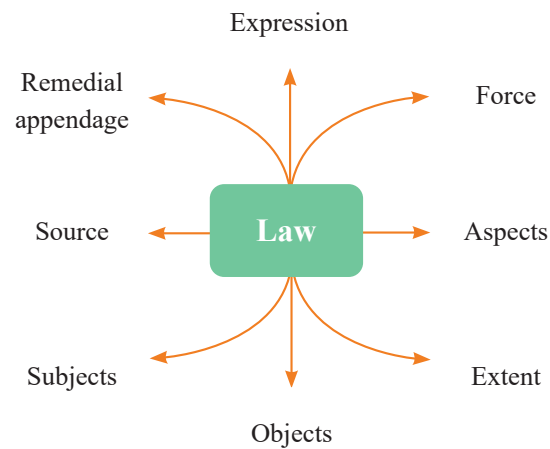 Expression
Remedial
appendage
Force
Source
Law
Aspects
Subjects
Extent
Objects